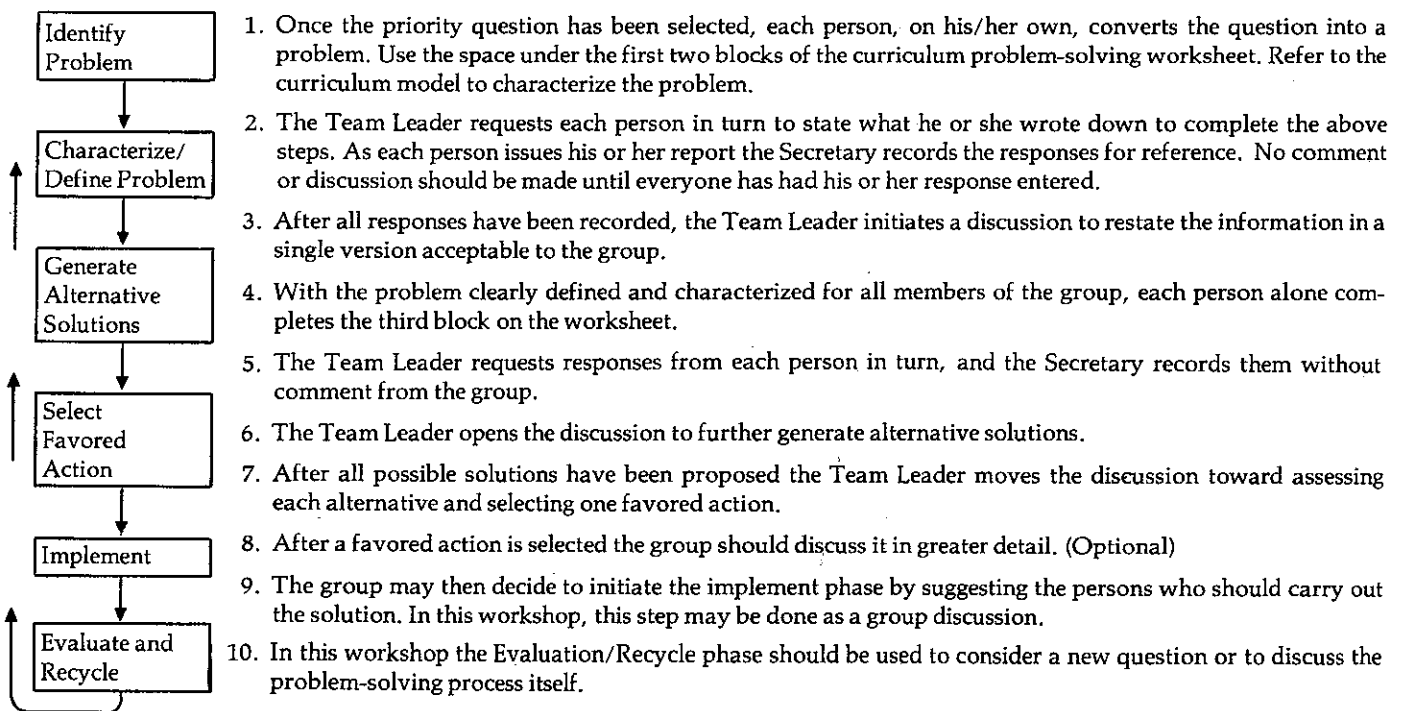 Identify
Problem
Characterize/
Define Problem
Generate
Alternative
Solutions
Select
Favored
Action
Implement
Evaluate and
Recycle
1. Once the priority question has been selected, each person, on his/her own, converts the question into a
problem. Use the space under the first two blocks of the curriculum problem-solving worksheet. Refer to the
curriculum model to characterize the problem.
2. The Team Leader requests each person in turn to state what he or she wrote down to complete the above
steps. As each person issues his or her report the Secretary records the responses for reference. No comment
or discussion should be made until everyone has had his or her response entered.
3. After all responses have been recorded, the Team Leader initiates a discussion to restate the information in a
single version acceptable to the group.
4. With the problem clearly defined and characterized for all members of the group, each person alone com-
pletes the third block on the worksheet.
5. The Team Leader requests responses from each person in turn, and the Secretary records them without
comment from the group.
6. The Team Leader opens the discussion to further generate alternative solutions.
7. After all possible solutions have been proposed the Team Leader moves the discussion toward assessing
each alternative and selecting one favored action.
8. After a favored action is selected the group should discuss it in greater detail. (Optional)
9. The group may then decide to initiate the implement phase by suggesting the persons who should carry out
the solution. In this workshop, this step may be done as a group discussion.
10. In this workshop the Evaluation/Recycle phase should be used to consider a new question or to discuss the
problem-solving process itself.